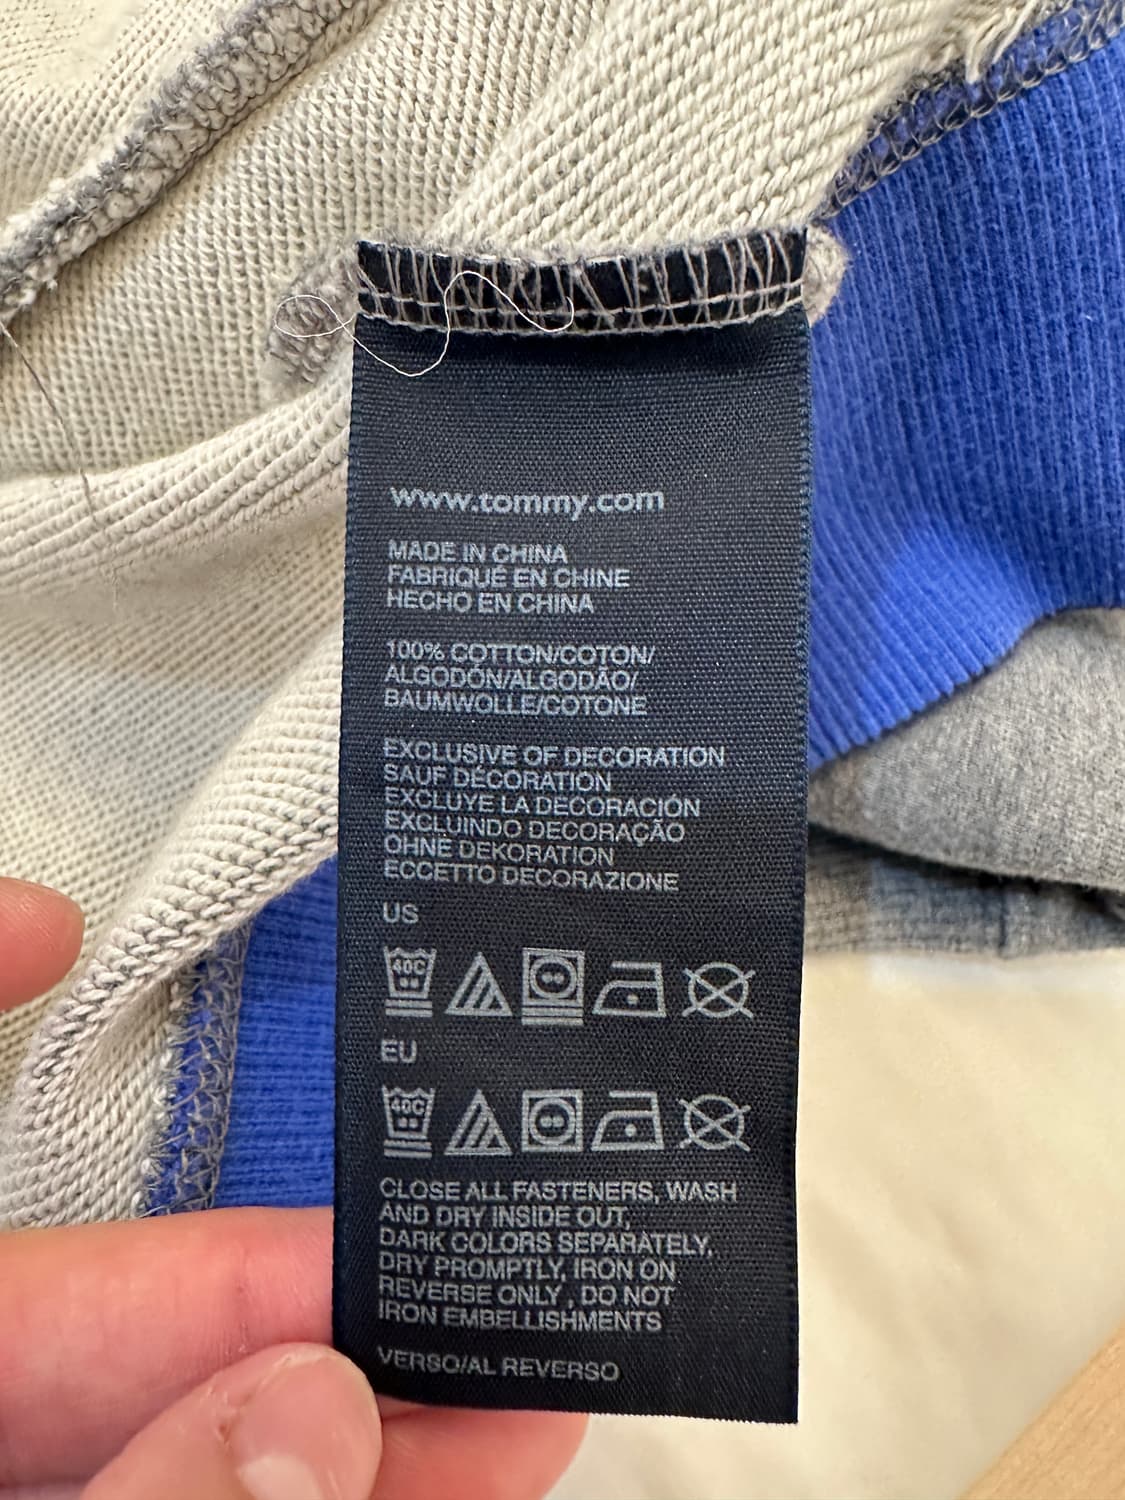 www.tommy.com
MADE IN CHINA
FABRIQUÉ EN CHINE
HECHO EN CHINA
100% COTTON/COTON/
ALGODÓN/ALGODÃO/
BAUMWOLLE/COTONE
EXCLUSIVE OF DECORATION
SAUF DÉCORATION
EXCLUYE LA DECORACIÓN
EXCLUINDO DECORAÇÃO
OHNE DEKORATION
ECCETTO DECORAZIONE
US
40C
EU
40C
CLOSE ALL FASTENERS, WASH
AND DRY INSIDE OUT,
DARK COLORS SEPARATELY,
DRY PROMPTLY, IRON ON
REVERSE ONLY , DO NOT
IRON EMBELLISHMENTS
VERSO/AL REVERSO